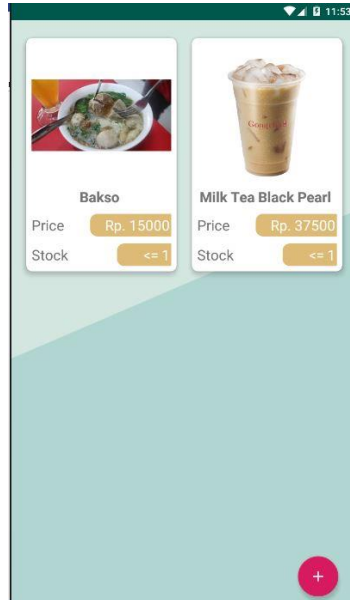 11:53
Bakso
Price Rp. 15000
Stock <= 1
Milk Tea Black Pearl
Price Rp. 37500
Stock <= 1
+